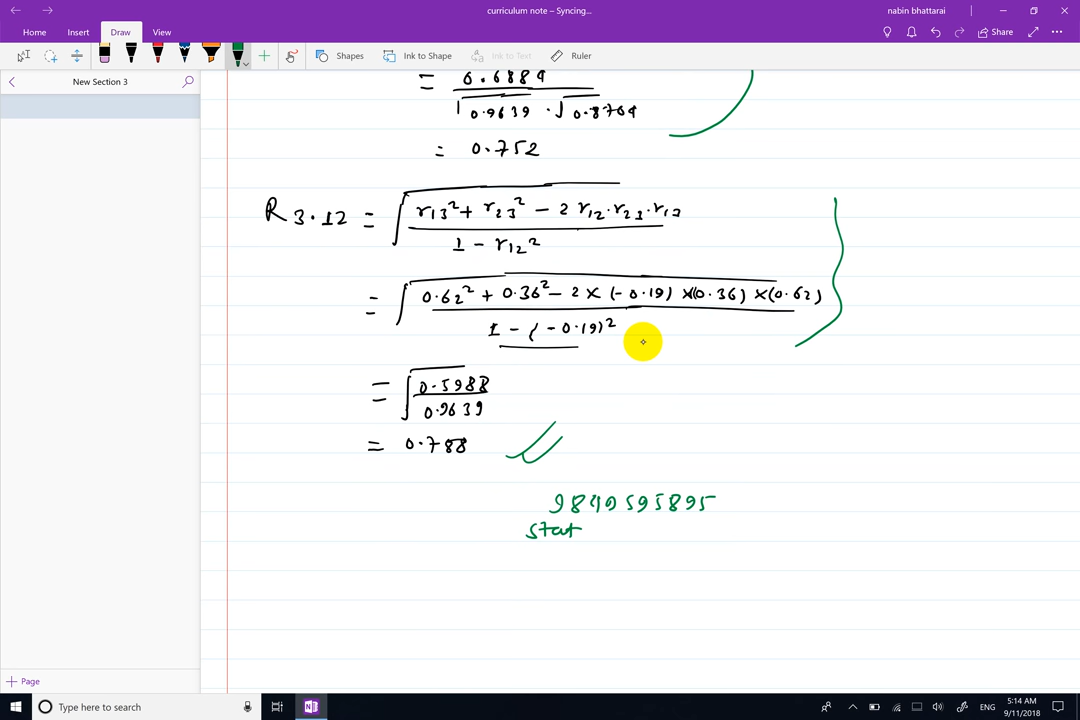 curriculum note – Syncing...
nabin bhattarai
Home Insert Draw View
Share
Shapes Ink to Shape Ink to Text Ruler
New Section 3
= 0.6884 / √0.9639 · √0.8704
= 0.752
R 3.12 = √ r13² + r23² – 2 r12 · r23 · r13 / 1 – r12²
= √ 0.62² + 0.36² – 2 × (-0.19) × (0.36) × (0.62) / 1 – (-0.19)²
= √ 0.5988 / 0.9639
= 0.788
9840595895
Stat
+ Page
Type here to search
ENG
5:14 AM
9/11/2018